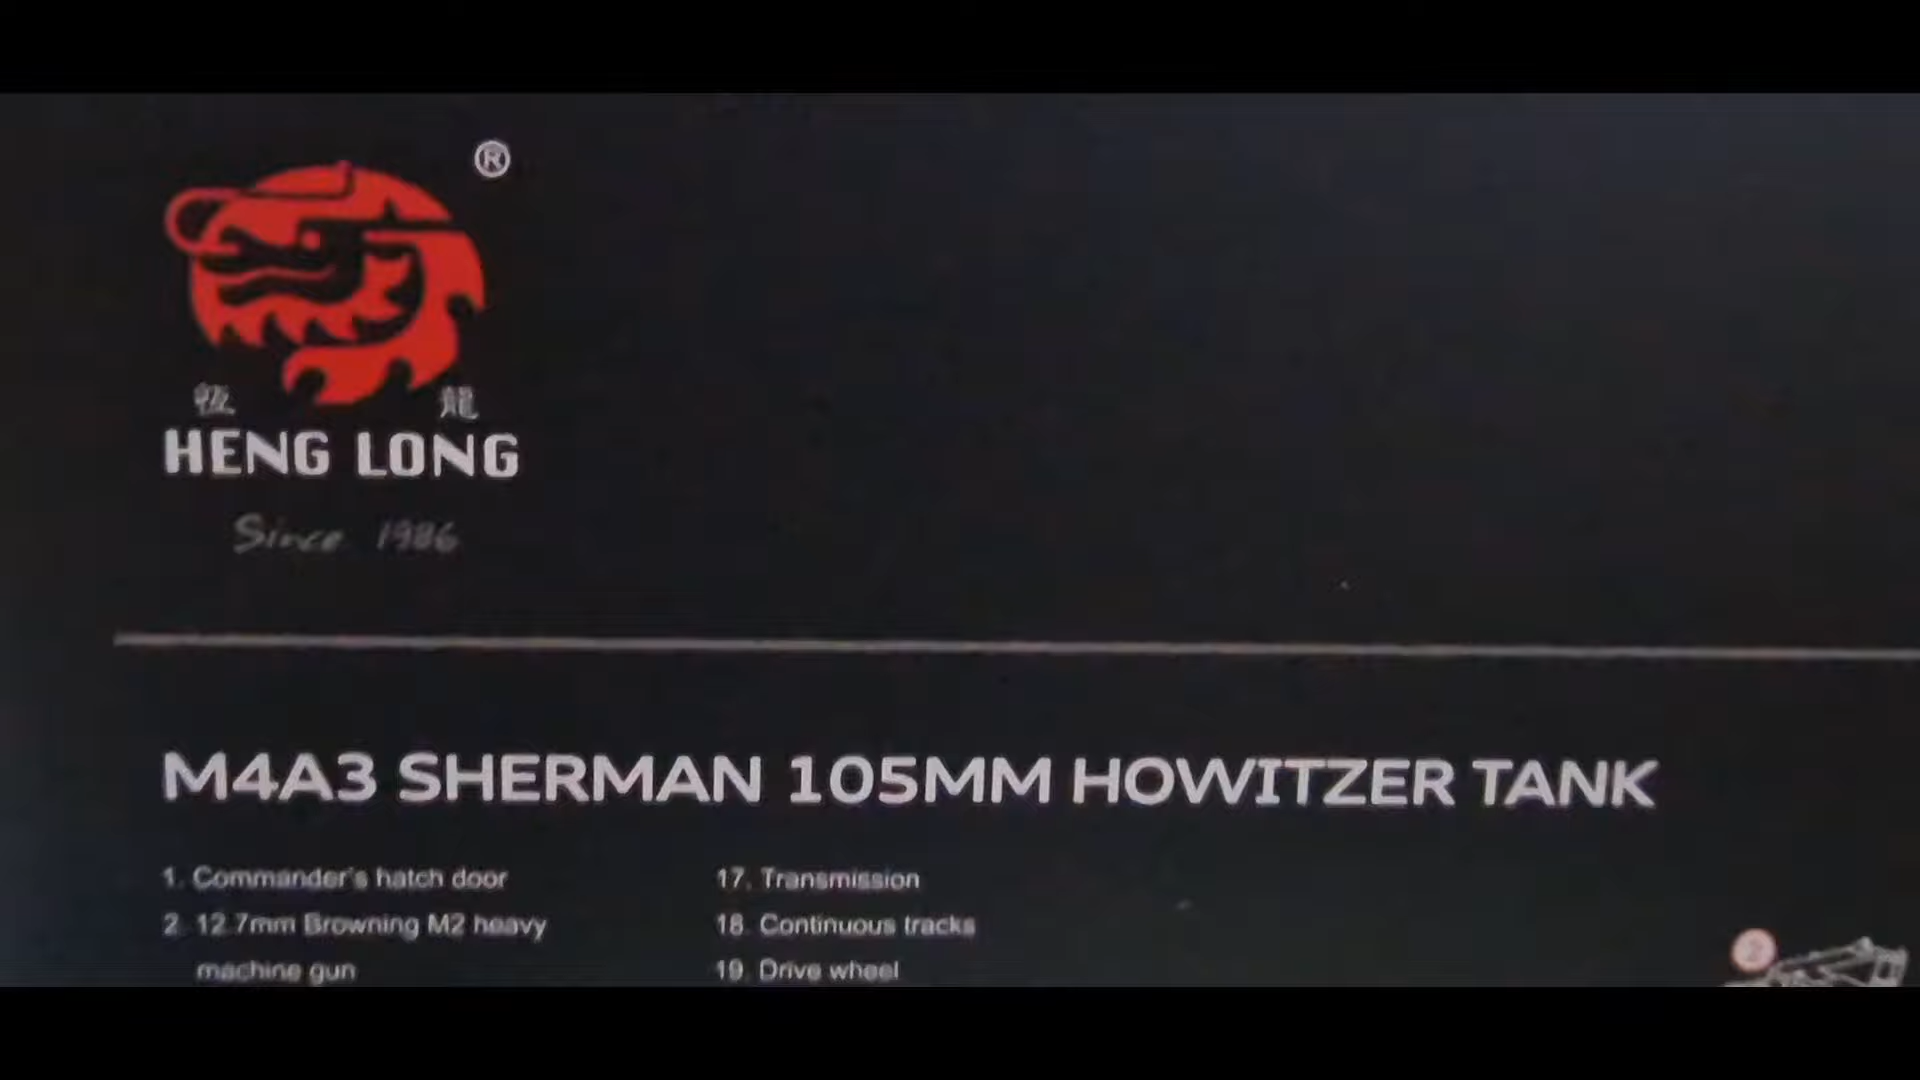 ®
恆 龍
HENG LONG
Since 1986
M4A3 SHERMAN 105MM HOWITZER TANK
1. Commander's hatch door
2. 12.7mm Browning M2 heavy
machine gun
17. Transmission
18. Continuous tracks
19. Drive wheel
2